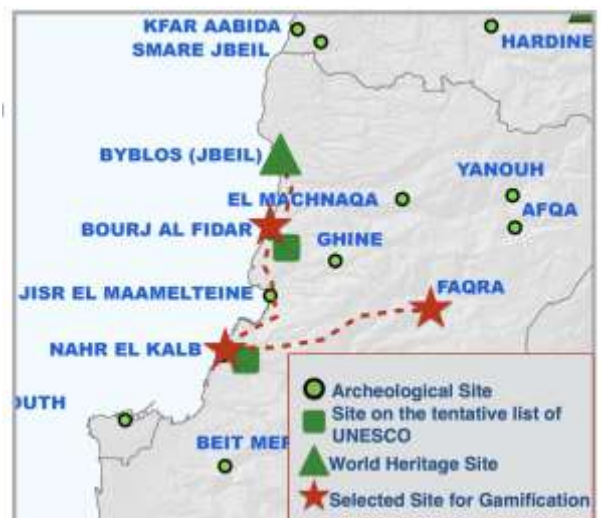 KFAR AABIDA
SMARE JBEIL
HARDINE
BYBLOS (JBEIL)
YANOUH
EL MACHNAQA
AFQA
BOURJ AL FIDAR
GHINE
JISR EL MAAMELTEINE
FAQRA
NAHR EL KALB
OUTH
BEIT MER
Archeological Site
Site on the tentative list of
UNESCO
World Heritage Site
Selected Site for Gamification